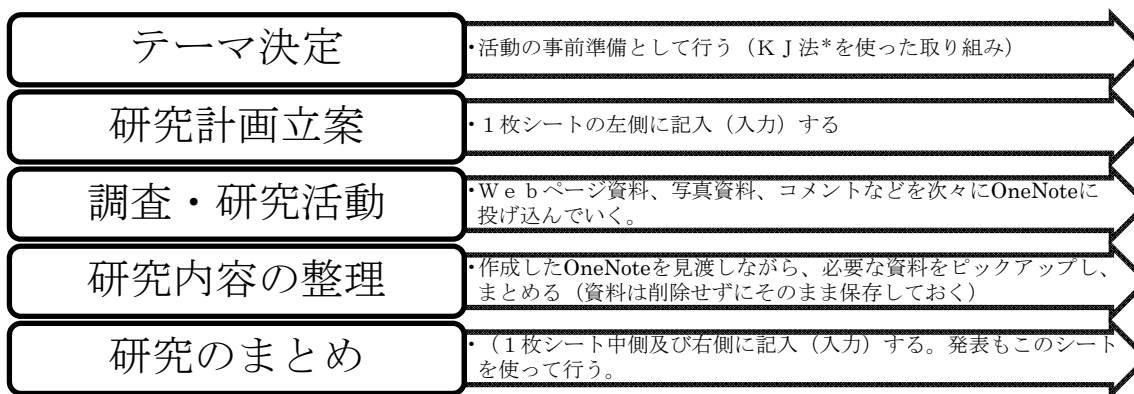 テーマ決定
・活動の事前準備として行う（ＫＪ法*を使った取り組み）
研究計画立案
・１枚シートの左側に記入（入力）する
調査・研究活動
・Ｗｅｂページ資料、写真資料、コメントなどを次々にOneNoteに
投げ込んでいく。
研究内容の整理
・作成したOneNoteを見渡しながら、必要な資料をピックアップし、
まとめる（資料は削除せずにそのまま保存しておく）
研究のまとめ
・（１枚シート中側及び右側に記入（入力）する。発表もこのシート
を使って行う。